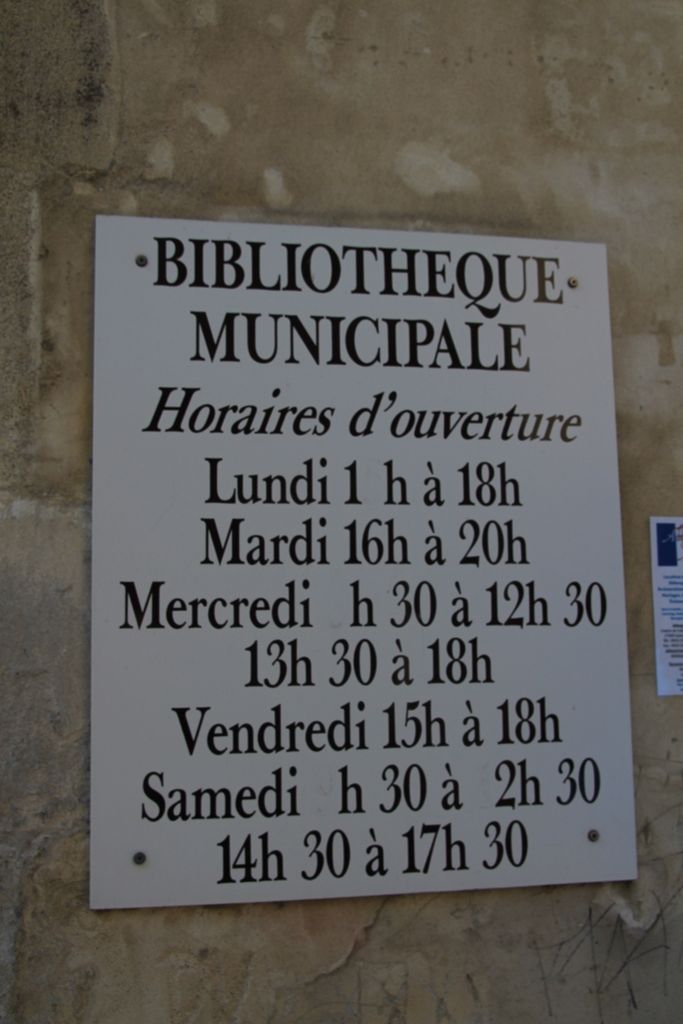 BIBLIOTHEQUE
MUNICIPALE
Horaires d'ouverture
Lundi 1 h à 18h
Mardi 16h à 20h
Mercredi h 30 à 12h 30
13h 30 à 18h
Vendredi 15h à 18h
Samedi h 30 à 2h 30
14h 30 à 17h 30